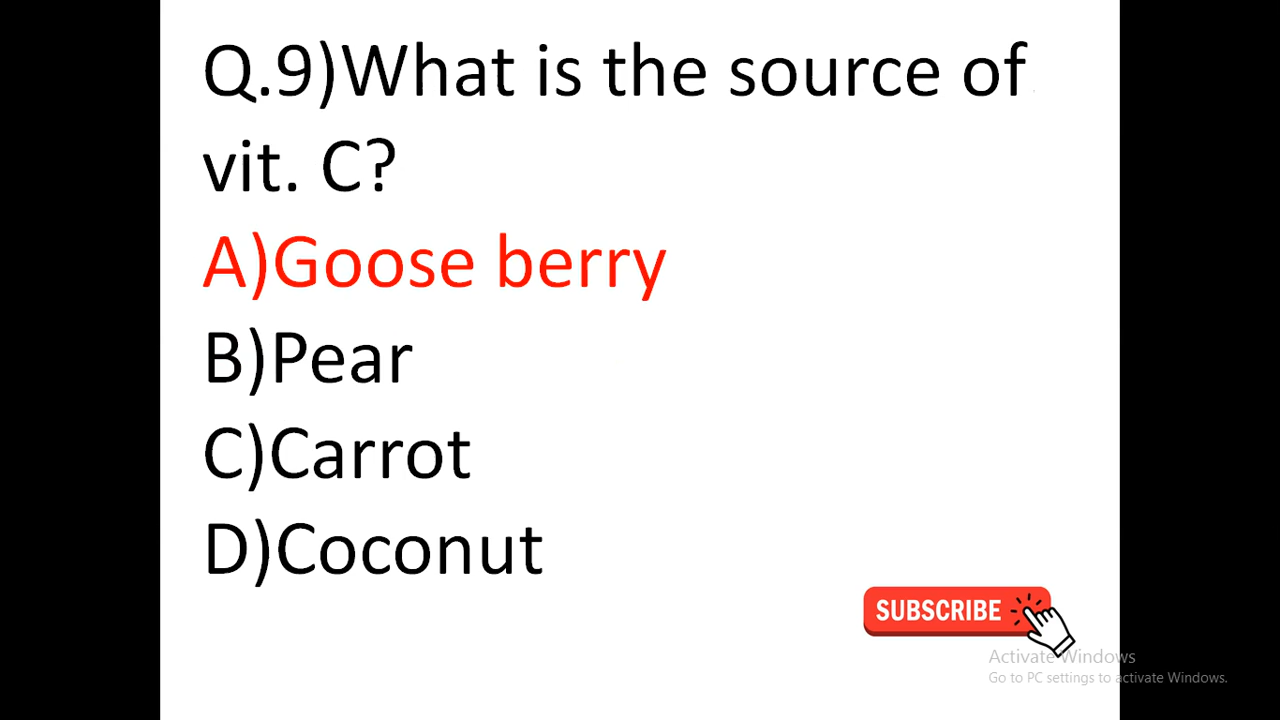 Q.9)What is the source of
vit. C?
A)Goose berry
B)Pear
C)Carrot
D)Coconut
SUBSCRIBE
Activate Windows
Go to PC settings to activate Windows.